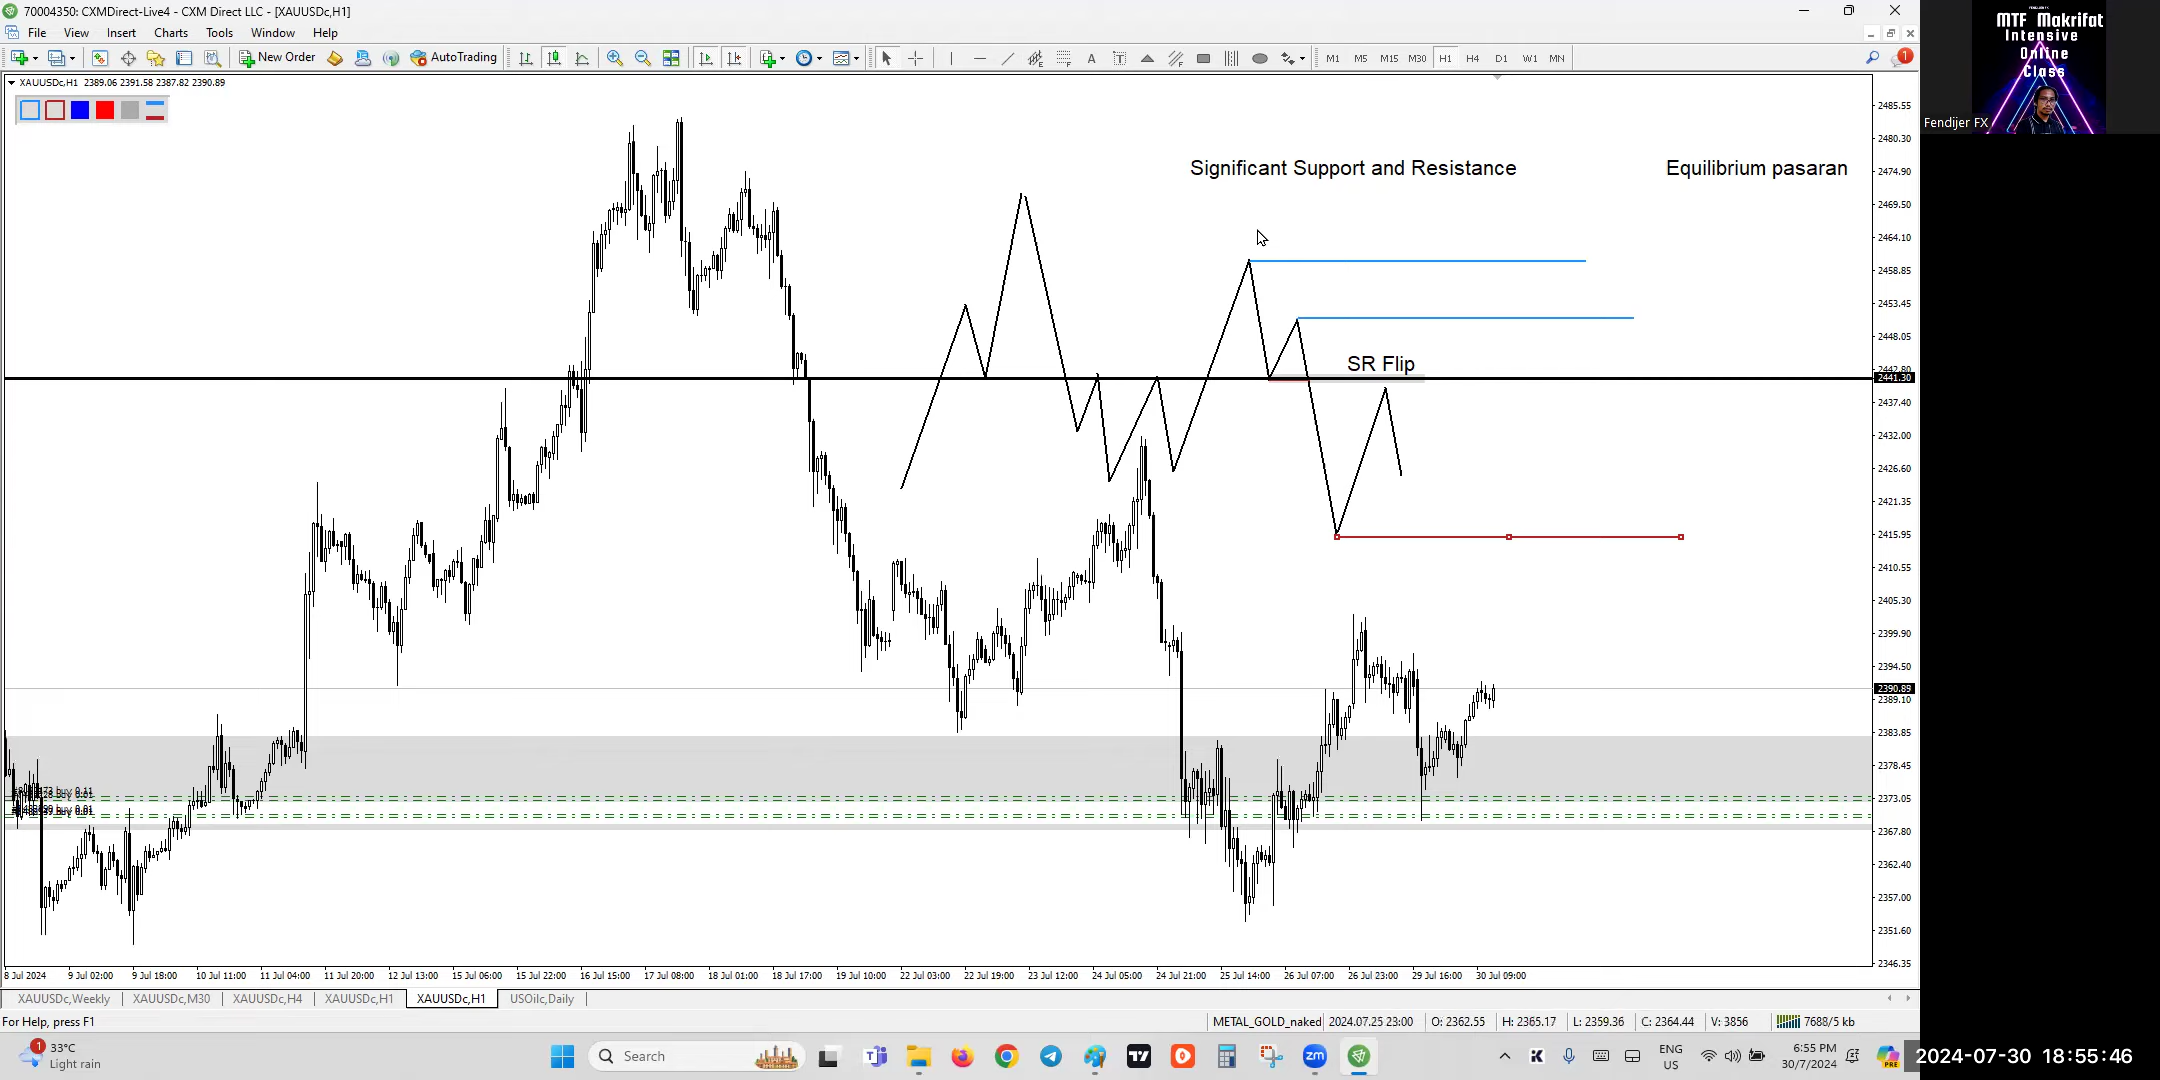 70004350: CXMDirect-Live4 - CXM Direct LLC - [XAUUSDc,H1]
File View Insert Charts Tools Window Help
New Order AutoTrading M1 M5 M15 M30 H1 H4 D1 W1 MN 1
XAUUSDc,H1 2389.06 2391.58 2387.82 2390.89
MTF Makrifat
Intensive
Online
Class
Fendijer FX
Significant Support and Resistance
Equilibrium pasaran
SR Flip
2485.55
2480.30
2474.90
2469.50
2464.10
2458.85
2453.45
2448.05
2442.80
2441.30
2437.40
2432.00
2426.60
2421.35
2415.95
2410.55
2405.30
2399.90
2394.50
2390.89
2389.10
2383.85
2378.45
2373.05
2367.80
2362.40
2357.00
2351.60
2346.35
8 Jul 2024 9 Jul 02:00 9 Jul 18:00 10 Jul 11:00 11 Jul 04:00 11 Jul 20:00 12 Jul 13:00 15 Jul 06:00 15 Jul 22:00 16 Jul 15:00 17 Jul 08:00 18 Jul 01:00 18 Jul 17:00 19 Jul 10:00 22 Jul 03:00 22 Jul 19:00 23 Jul 12:00 24 Jul 05:00 24 Jul 21:00 25 Jul 14:00 26 Jul 07:00 26 Jul 23:00 29 Jul 16:00 30 Jul 09:00
XAUUSDc,Weekly XAUUSDc,M30 XAUUSDc,H4 XAUUSDc,H1 XAUUSDc,H1 USOilc,Daily
For Help, press F1 METAL_GOLD_naked 2024.07.25 23:00 O: 2362.55 H: 2365.17 L: 2359.36 C: 2364.44 V: 3856 7688/5 kb
1 33°C
Light rain
Search
zm
ENG
US
6:55 PM
30/7/2024
PRE
2024-07-30 18:55:46